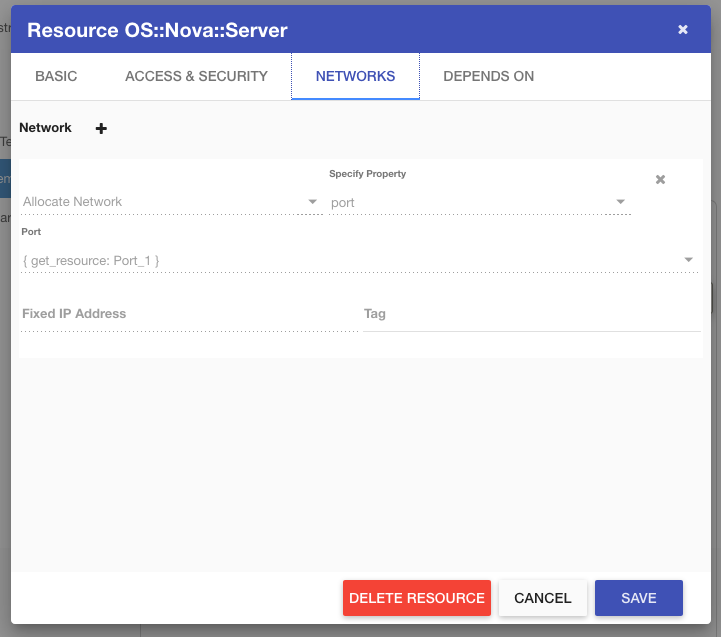 Resource OS::Nova::Server
BASIC
ACCESS & SECURITY
NETWORKS
DEPENDS ON
Network
Specify Property
Allocate Network
port
Port
{ get_resource: Port_1 }
Fixed IP Address
Tag
DELETE RESOURCE
CANCEL
SAVE